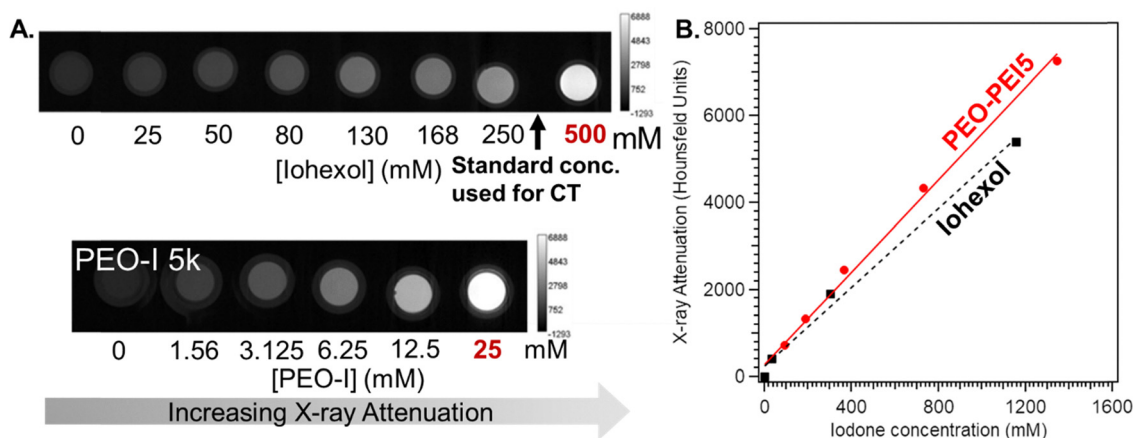 A.
6888
4843
2798
752
-1293
0 25 50 80 130 168 250 500 mM
[Iohexol] (mM)
Standard conc.
used for CT
PEO-I 5k
6888
4843
2798
752
-1293
0 1.56 3.125 6.25 12.5 25 mM
[PEO-I] (mM)
Increasing X-ray Attenuation
B.
X-ray Attenuation (Hounsfeld Units)
8000
6000
4000
2000
0
PEO-PEI5
Iohexol
0 400 800 1200 1600
Iodone concentration (mM)